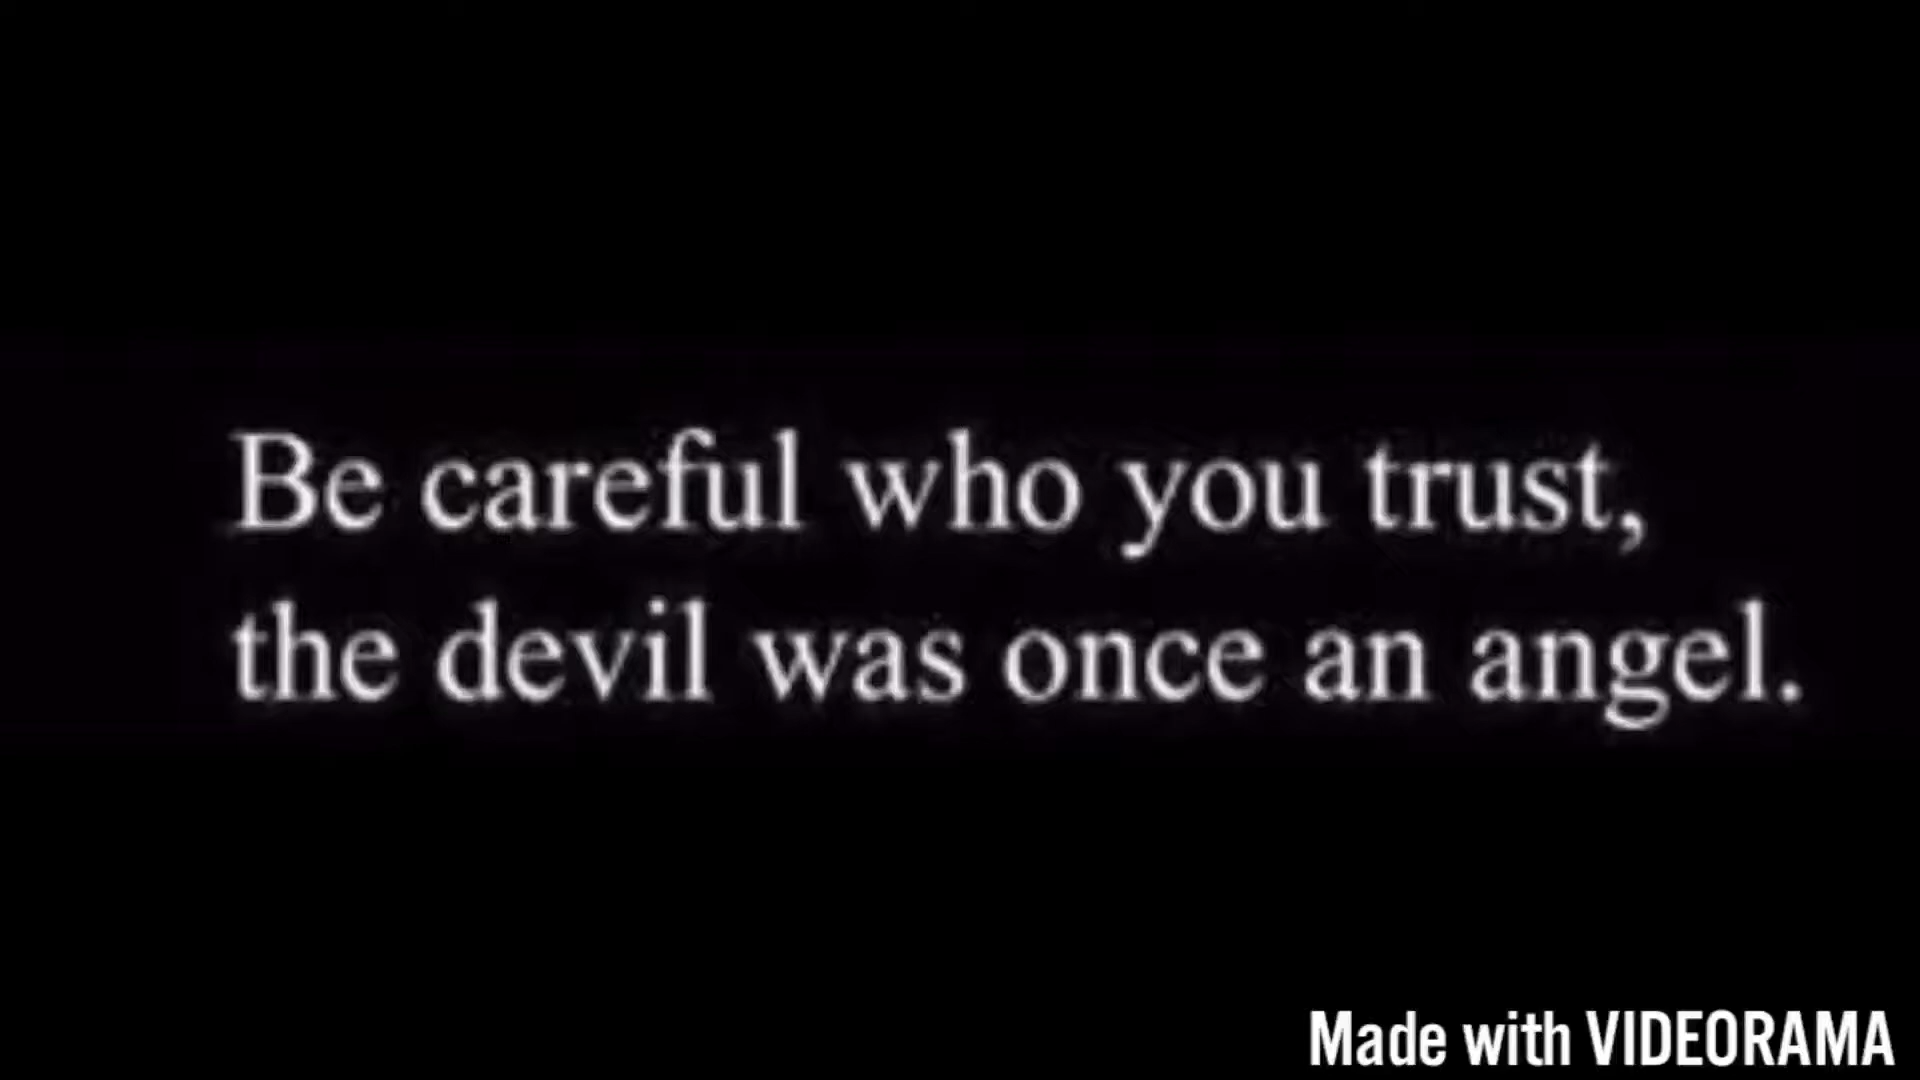 Be careful who you trust,
the devil was once an angel.
Made with VIDEORAMA